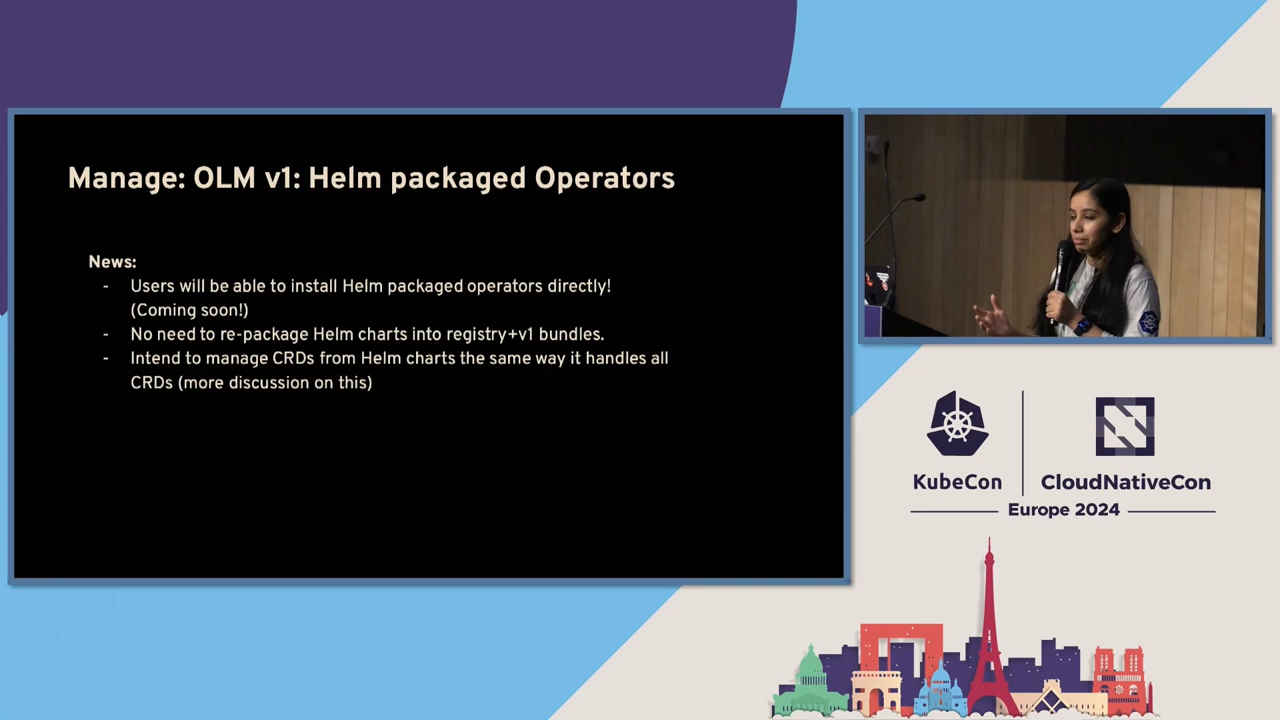 Manage: OLM v1: Helm packaged Operators
News:
- Users will be able to install Helm packaged operators directly!
(Coming soon!)
- No need to re-package Helm charts into registry+v1 bundles.
- Intend to manage CRDs from Helm charts the same way it handles all
CRDs (more discussion on this)
KubeCon
CloudNativeCon
Europe 2024